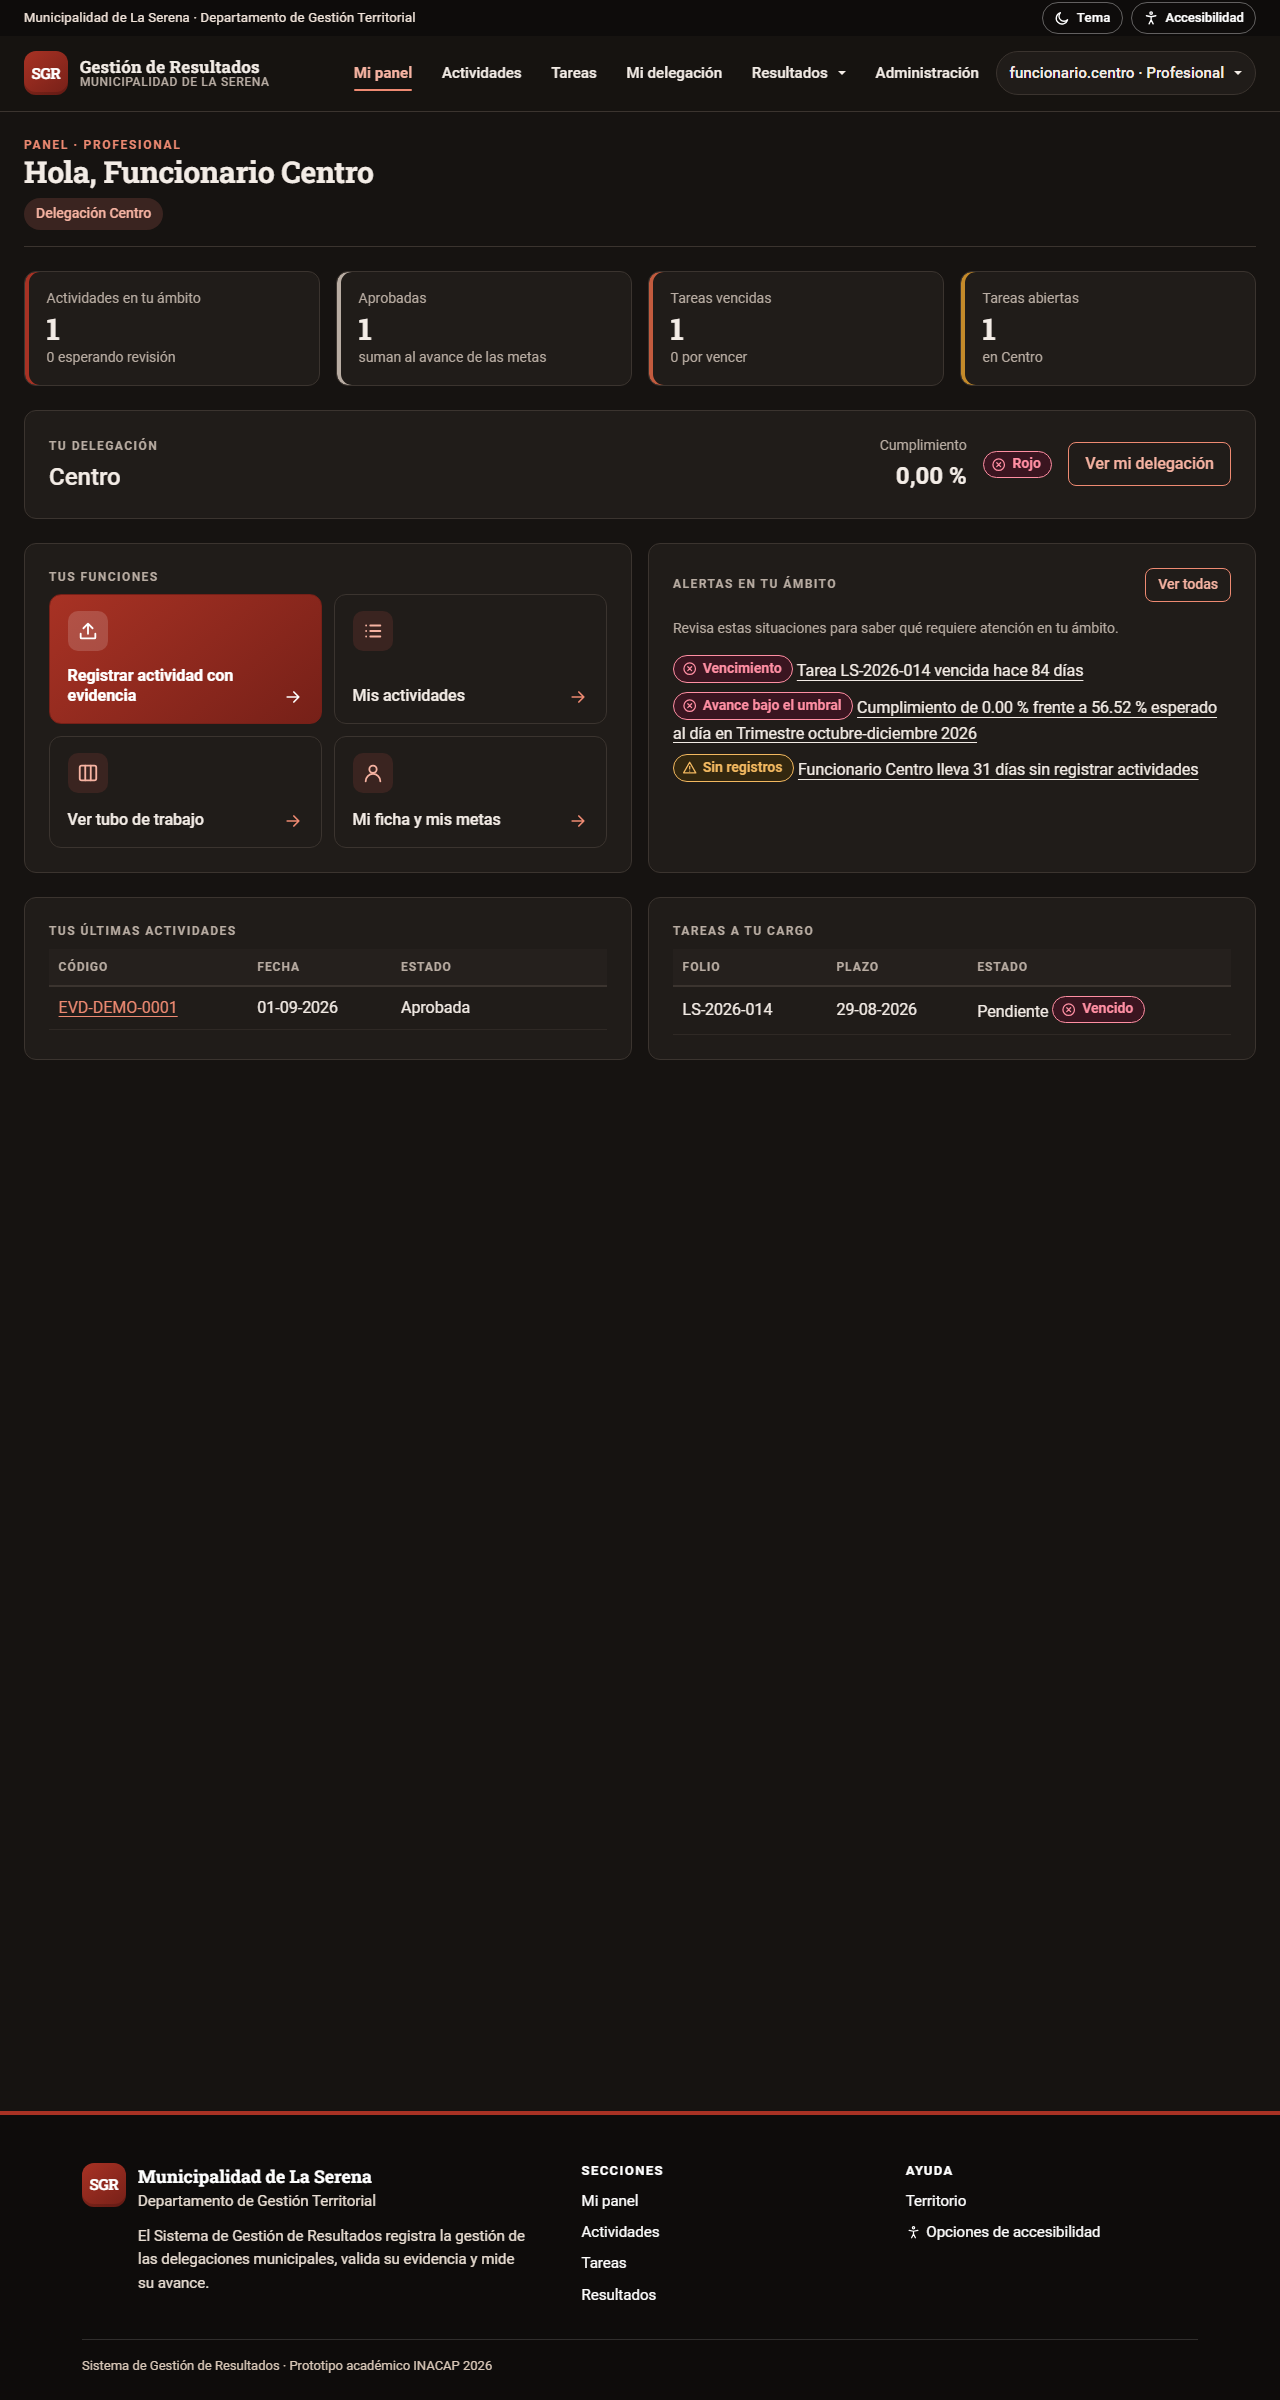 Municipalidad de La Serena · Departamento de Gestión Territorial
Tema
Accesibilidad
SGR
Gestión de Resultados
MUNICIPALIDAD DE LA SERENA
Mi panel
Actividades
Tareas
Mi delegación
Resultados
Administración
funcionario.centro · Profesional
PANEL · PROFESIONAL
Hola, Funcionario Centro
Delegación Centro
Actividades en tu ámbito
1
0 esperando revisión
Aprobadas
1
suman al avance de las metas
Tareas vencidas
1
0 por vencer
Tareas abiertas
1
en Centro
TU DELEGACIÓN
Centro
Cumplimiento
0,00 %
Rojo
Ver mi delegación
TUS FUNCIONES
Registrar actividad con
evidencia
Mis actividades
Ver tubo de trabajo
Mi ficha y mis metas
ALERTAS EN TU ÁMBITO
Ver todas
Revisa estas situaciones para saber qué requiere atención en tu ámbito.
Vencimiento Tarea LS-2026-014 vencida hace 84 días
Avance bajo el umbral Cumplimiento de 0.00 % frente a 56.52 % esperado
al día en Trimestre octubre-diciembre 2026
Sin registros Funcionario Centro lleva 31 días sin registrar actividades
TUS ÚLTIMAS ACTIVIDADES
CÓDIGO FECHA ESTADO
EVD-DEMO-0001 01-09-2026 Aprobada
TAREAS A TU CARGO
FOLIO PLAZO ESTADO
LS-2026-014 29-08-2026 Pendiente Vencido
SGR
Municipalidad de La Serena
Departamento de Gestión Territorial
El Sistema de Gestión de Resultados registra la gestión de
las delegaciones municipales, valida su evidencia y mide
su avance.
SECCIONES
Mi panel
Actividades
Tareas
Resultados
AYUDA
Territorio
Opciones de accesibilidad
Sistema de Gestión de Resultados · Prototipo académico INACAP 2026